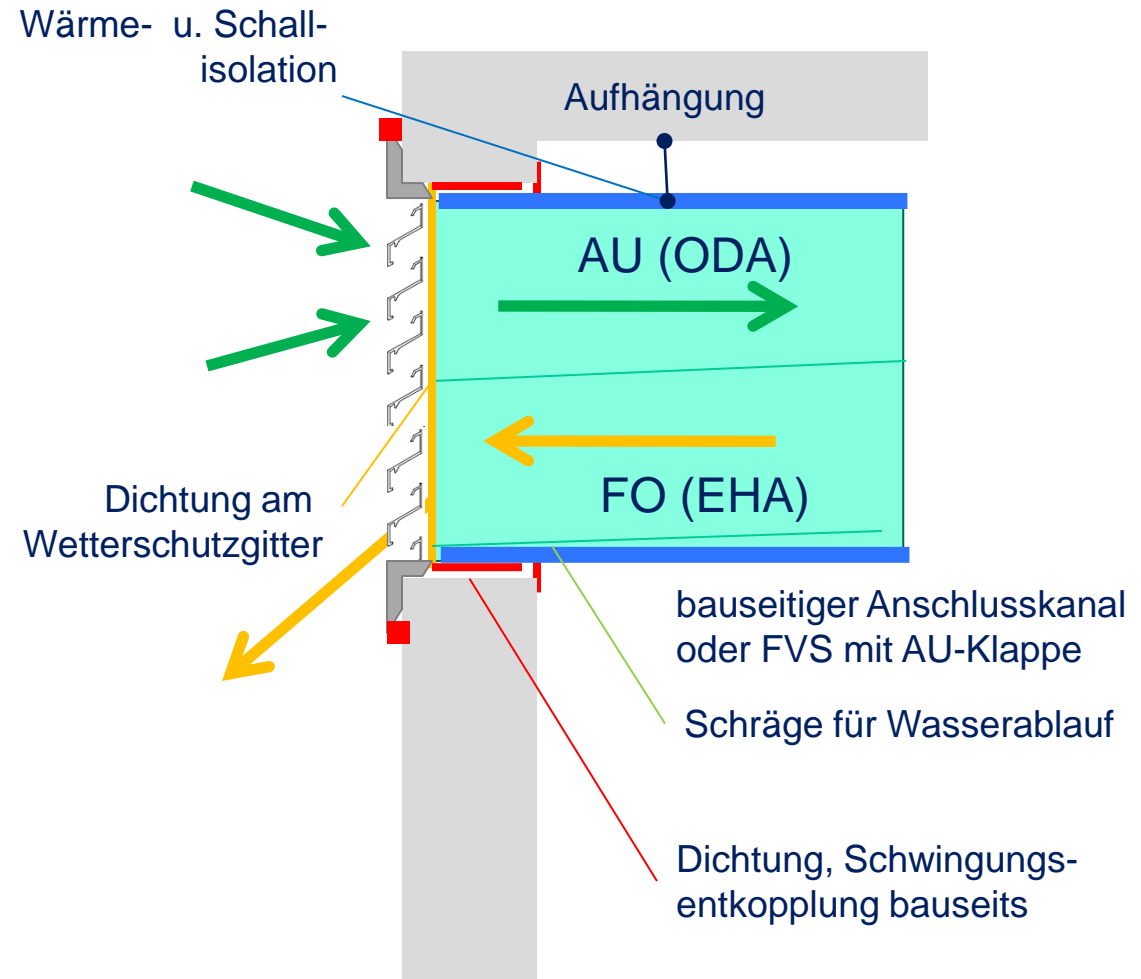 Wärme- u. Schall-
isolation
Aufhängung
AU (ODA)
FO (EHA)
Dichtung am
Wetterschutzgitter
bauseitiger Anschlusskanal
oder FVS mit AU-Klappe
Schräge für Wasserablauf
Dichtung, Schwingungs-
entkopplung bauseits